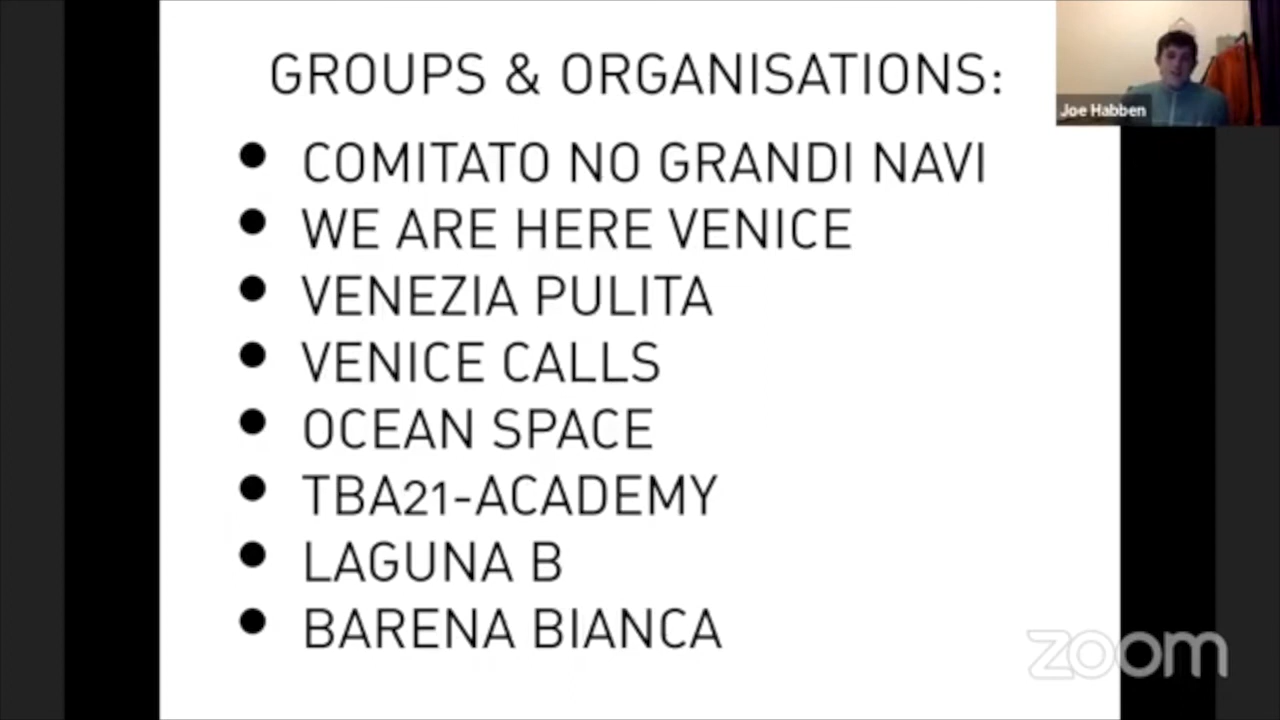 GROUPS & ORGANISATIONS:
Joe Habben
COMITATO NO GRANDI NAVI
WE ARE HERE VENICE
VENEZIA PULITA
VENICE CALLS
OCEAN SPACE
TBA21-ACADEMY
LAGUNA B
BARENA BIANCA
zoom